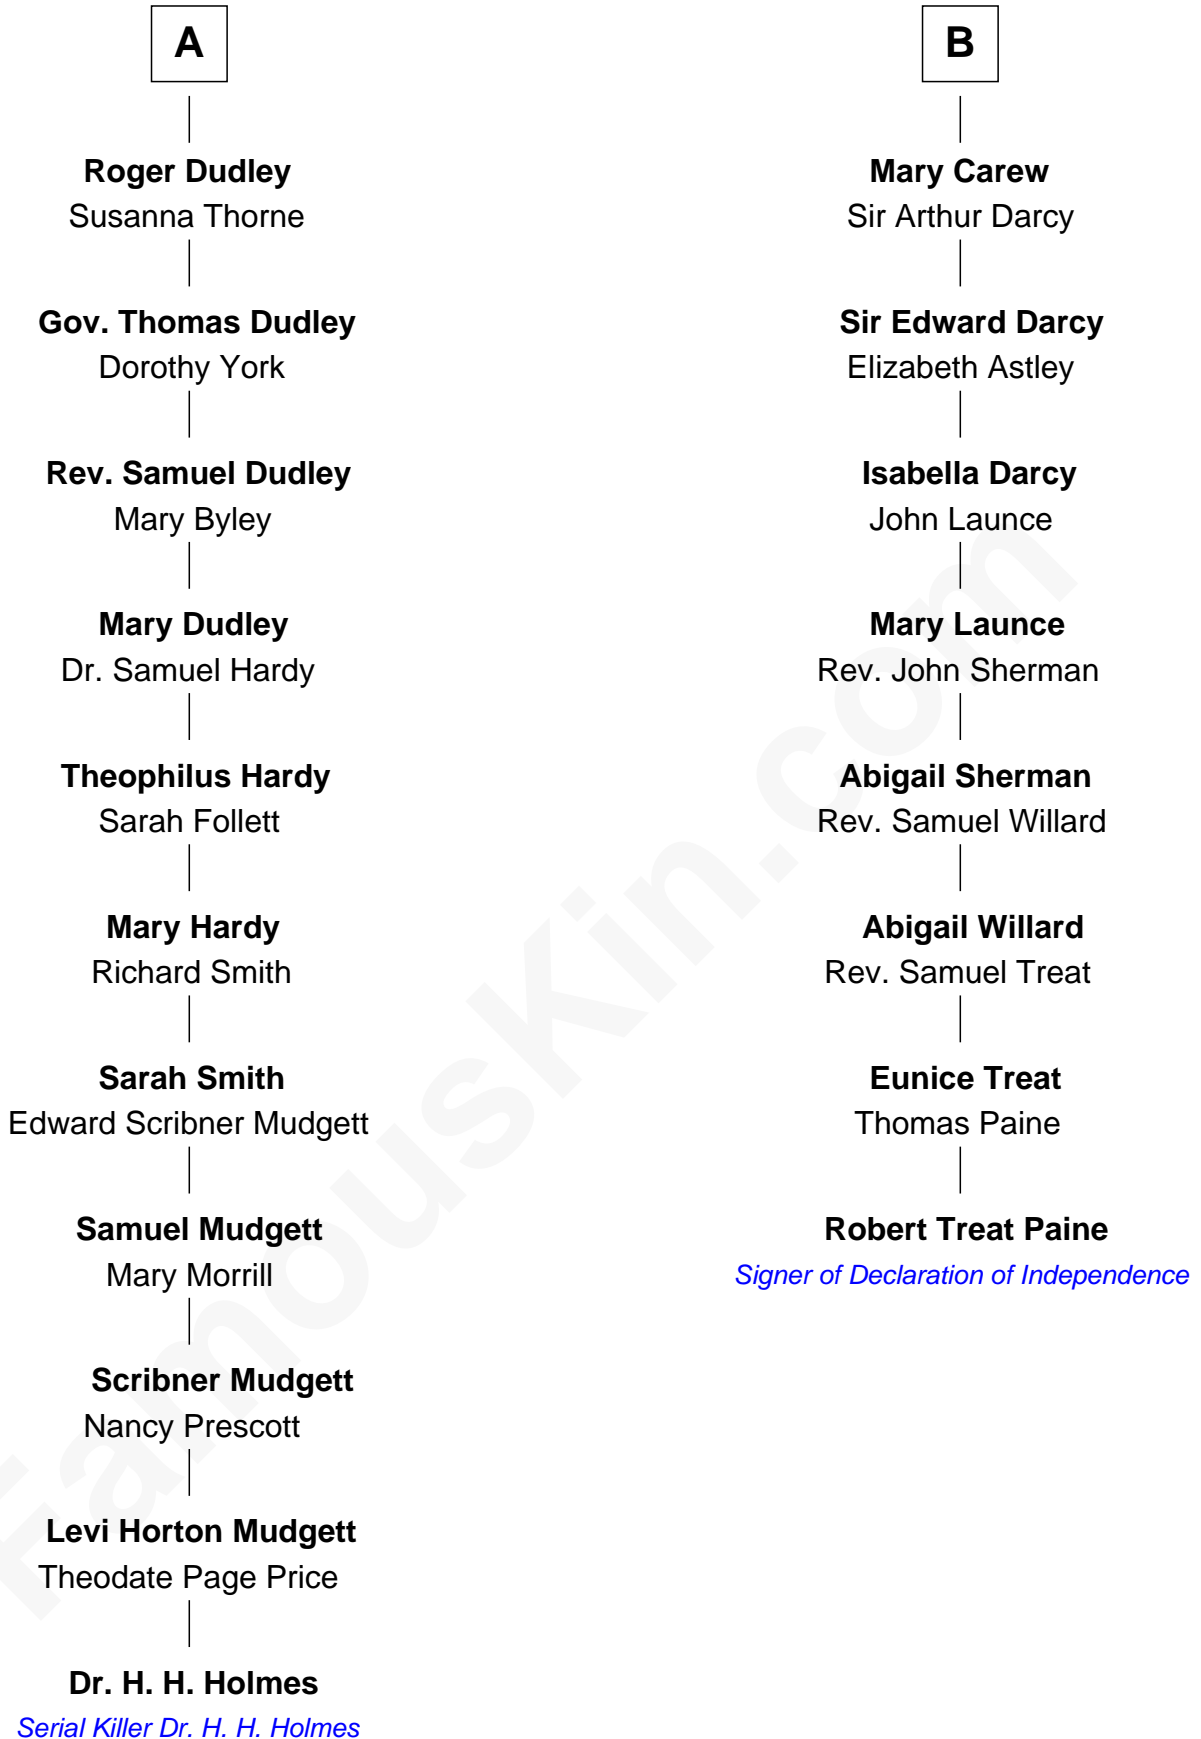 A
Roger Dudley
Susanna Thorne
Gov. Thomas Dudley
Dorothy York
Rev. Samuel Dudley
Mary Byley
Mary Dudley
Dr. Samuel Hardy
Theophilus Hardy
Sarah Follett
Mary Hardy
Richard Smith
Sarah Smith
Edward Scribner Mudgett
Samuel Mudgett
Mary Morrill
Scribner Mudgett
Nancy Prescott
Levi Horton Mudgett
Theodate Page Price
Dr. H. H. Holmes
Serial Killer Dr. H. H. Holmes
B
Mary Carew
Sir Arthur Darcy
Sir Edward Darcy
Elizabeth Astley
Isabella Darcy
John Launce
Mary Launce
Rev. John Sherman
Abigail Sherman
Rev. Samuel Willard
Abigail Willard
Rev. Samuel Treat
Eunice Treat
Thomas Paine
Robert Treat Paine
Signer of Declaration of Independence
FamousKin.com